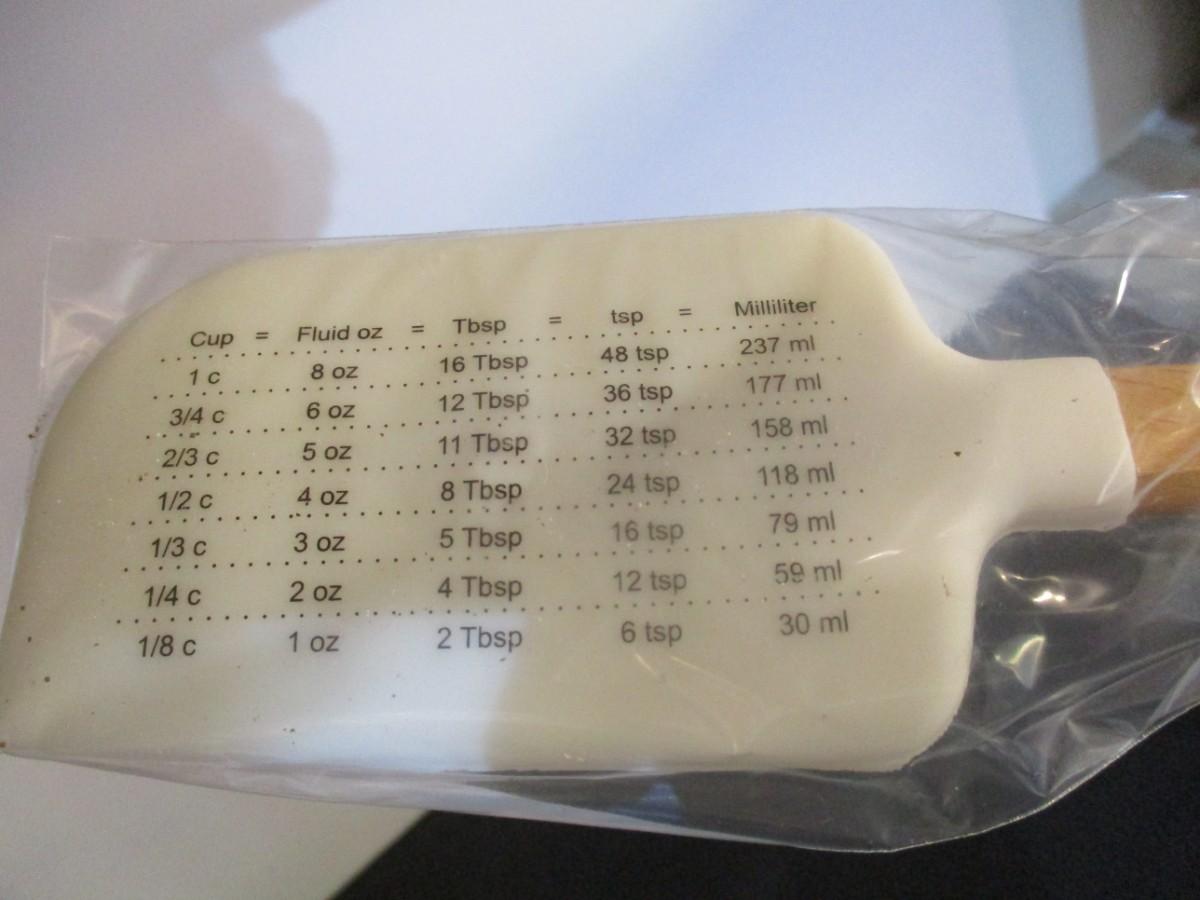 Cup = Fluid oz = Tbsp = tsp = Milliliter
1 c 8 oz 16 Tbsp 48 tsp 237 ml
3/4 c 6 oz 12 Tbsp 36 tsp 177 ml
2/3 c 5 oz 11 Tbsp 32 tsp 158 ml
1/2 c 4 oz 8 Tbsp 24 tsp 118 ml
1/3 c 3 oz 5 Tbsp 16 tsp 79 ml
1/4 c 2 oz 4 Tbsp 12 tsp 59 ml
1/8 c 1 oz 2 Tbsp 6 tsp 30 ml